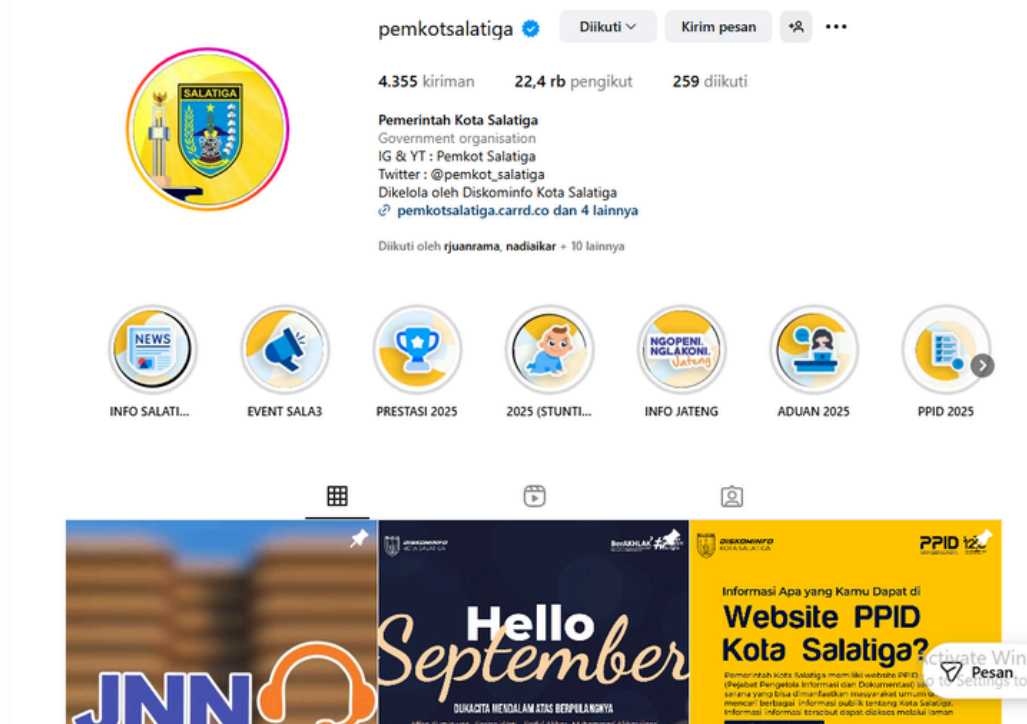 pemkotsalatiga
Diikuti
Kirim pesan
4.355 kiriman 22,4 rb pengikut 259 diikuti
Pemerintah Kota Salatiga
Government organisation
IG & YT : Pemkot Salatiga
Twitter : @pemkot_salatiga
Dikelola oleh Diskominfo Kota Salatiga
pemkotsalatiga.carrd.co dan 4 lainnya
Diikuti oleh rjuanrama, nadiaikar + 10 lainnya
SALATIGA
NEWS
NGOPENI.
NGLAKONI.
Jateng
INFO SALATI...
EVENT SALA3
PRESTASI 2025
2025 (STUNTI...
INFO JATENG
ADUAN 2025
PPID 2025
JNN
DISKOMINFO
KOTA SALATIGA
BerAKHLAK
Hello
September
DUKACITA MENDALAM ATAS BERPULANGNYA
DISKOMINFO
KOTA SALATIGA
PPID
Informasi Apa yang Kamu Dapat di
Website PPID
Kota Salatiga?
Pemerintah Kota Salatiga memiliki website PPID
(Pejabat Pengelola Informasi dan Dokumentasi)
sarana yang bisa dimanfaatkan masyarakat umum
mencari berbagai informasi publik tentang Kota Salatiga.
Informasi informasi tersebut dapat diakses melalui laman
Activate Win
to Settings to
Pesan